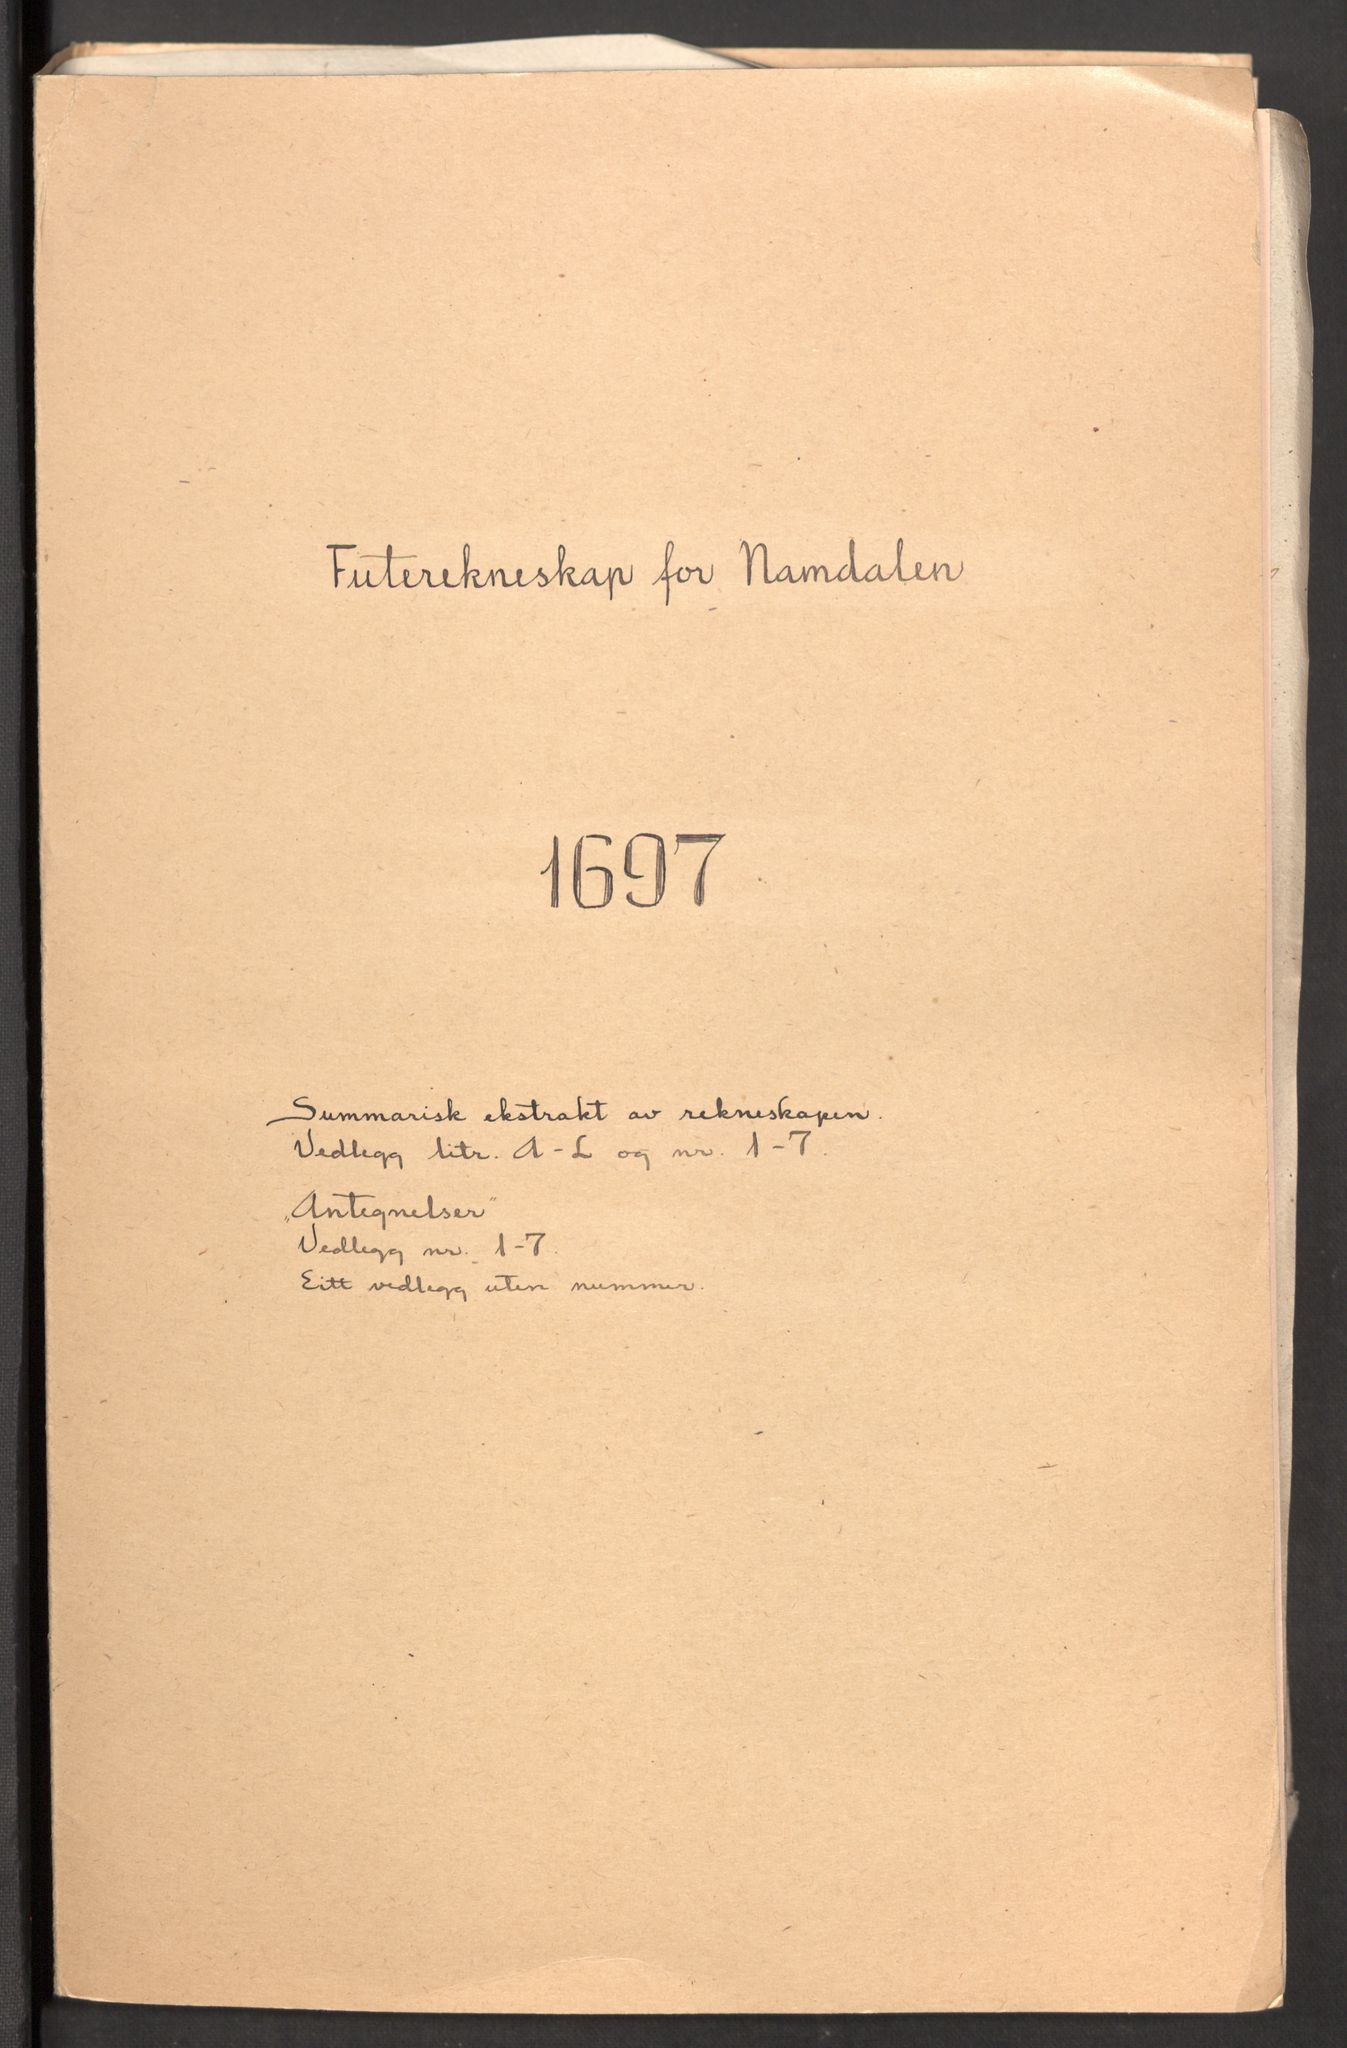 Futerekneskap for Namdalen
1697
Summarisk ekstrakt av rekneskapen.
Vedlegg litr. A-L og nr. 1-7.
„Antegnelser"
Vedlegg nr. 1-7.
Eitt vedlegg uten nummer.